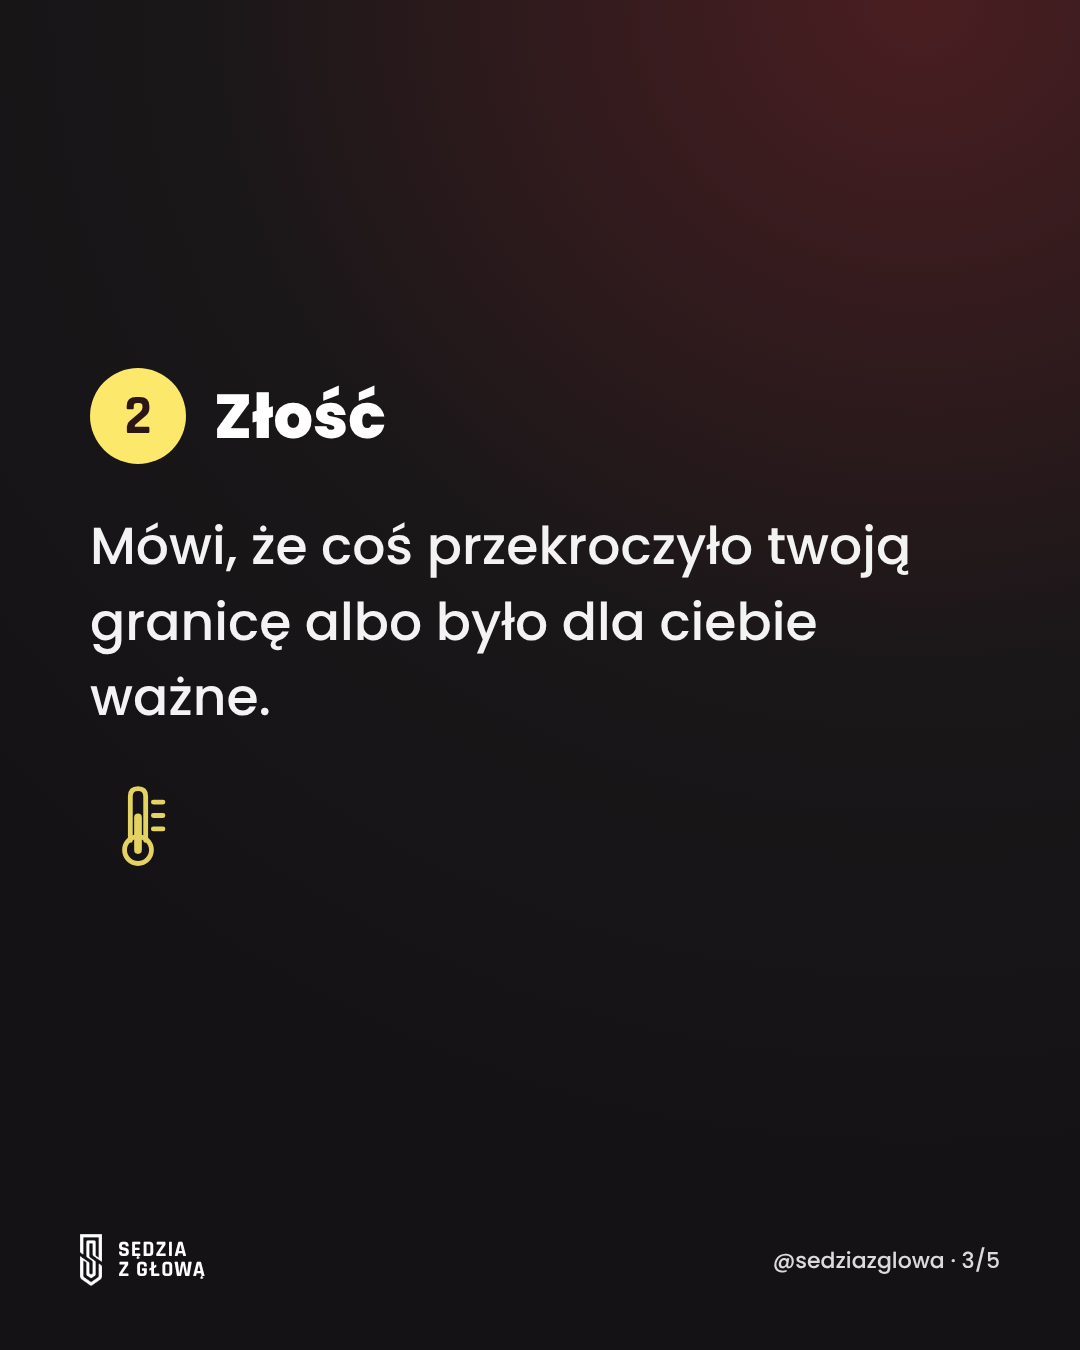 2 Złość
Mówi, że coś przekroczyło twoją
granicę albo było dla ciebie
ważne.
SĘDZIA
Z GŁOWĄ
@sedziazglowa · 3/5